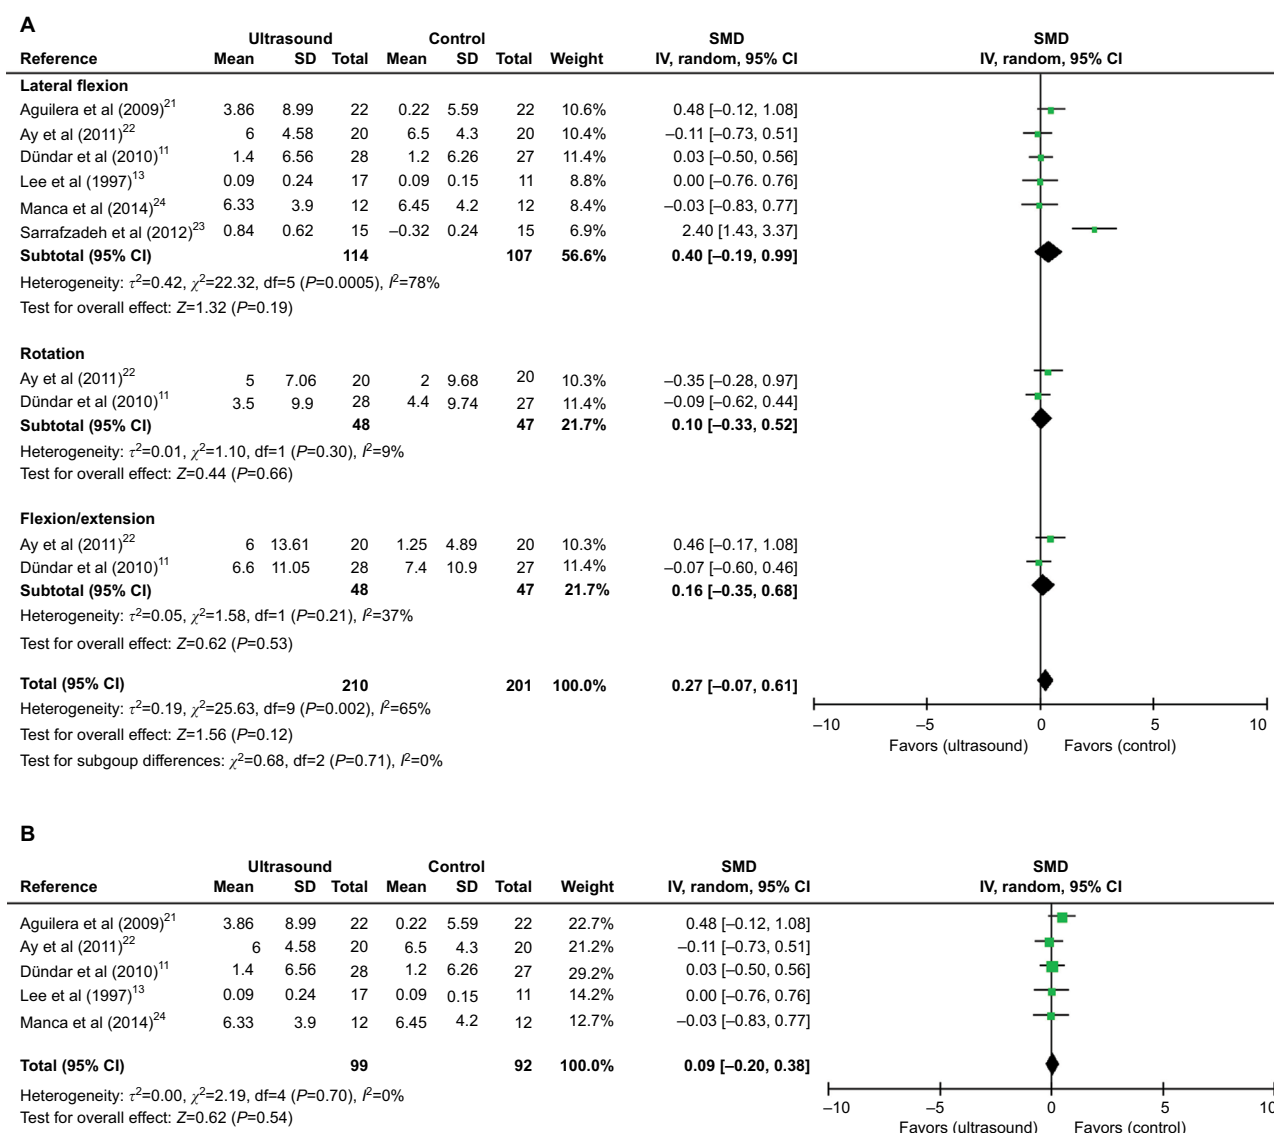 A
Ultrasound Control SMD SMD
Reference Mean SD Total Mean SD Total Weight IV, random, 95% CI IV, random, 95% CI
Lateral flexion
Aguilera et al (2009)21 3.86 8.99 22 0.22 5.59 22 10.6% 0.48 [–0.12, 1.08]
Ay et al (2011)22 6 4.58 20 6.5 4.3 20 10.4% –0.11 [–0.73, 0.51]
Dündar et al (2010)11 1.4 6.56 28 1.2 6.26 27 11.4% 0.03 [–0.50, 0.56]
Lee et al (1997)13 0.09 0.24 17 0.09 0.15 11 8.8% 0.00 [–0.76. 0.76]
Manca et al (2014)24 6.33 3.9 12 6.45 4.2 12 8.4% –0.03 [–0.83, 0.77]
Sarrafzadeh et al (2012)23 0.84 0.62 15 –0.32 0.24 15 6.9% 2.40 [1.43, 3.37]
Subtotal (95% CI) 114 107 56.6% 0.40 [–0.19, 0.99]
Heterogeneity: τ2=0.42, χ2=22.32, df=5 (P=0.0005), I2=78%
Test for overall effect: Z=1.32 (P=0.19)
Rotation
Ay et al (2011)22 5 7.06 20 2 9.68 20 10.3% –0.35 [–0.28, 0.97]
Dündar et al (2010)11 3.5 9.9 28 4.4 9.74 27 11.4% –0.09 [–0.62, 0.44]
Subtotal (95% CI) 48 47 21.7% 0.10 [–0.33, 0.52]
Heterogeneity: τ2=0.01, χ2=1.10, df=1 (P=0.30), I2=9%
Test for overall effect: Z=0.44 (P=0.66)
Flexion/extension
Ay et al (2011)22 6 13.61 20 1.25 4.89 20 10.3% 0.46 [–0.17, 1.08]
Dündar et al (2010)11 6.6 11.05 28 7.4 10.9 27 11.4% –0.07 [–0.60, 0.46]
Subtotal (95% CI) 48 47 21.7% 0.16 [–0.35, 0.68]
Heterogeneity: τ2=0.05, χ2=1.58, df=1 (P=0.21), I2=37%
Test for overall effect: Z=0.62 (P=0.53)
Total (95% CI) 210 201 100.0% 0.27 [–0.07, 0.61]
Heterogeneity: τ2=0.19, χ2=25.63, df=9 (P=0.002), I2=65%
Test for overall effect: Z=1.56 (P=0.12)
Test for subgoup differences: χ2=0.68, df=2 (P=0.71), I2=0%
–10 –5 0 5 10
Favors (ultrasound) Favors (control)
B
Ultrasound Control SMD SMD
Reference Mean SD Total Mean SD Total Weight IV, random, 95% CI IV, random, 95% CI
Aguilera et al (2009)21 3.86 8.99 22 0.22 5.59 22 22.7% 0.48 [–0.12, 1.08]
Ay et al (2011)22 6 4.58 20 6.5 4.3 20 21.2% –0.11 [–0.73, 0.51]
Dündar et al (2010)11 1.4 6.56 28 1.2 6.26 27 29.2% 0.03 [–0.50, 0.56]
Lee et al (1997)13 0.09 0.24 17 0.09 0.15 11 14.2% 0.00 [–0.76, 0.76]
Manca et al (2014)24 6.33 3.9 12 6.45 4.2 12 12.7% –0.03 [–0.83, 0.77]
Total (95% CI) 99 92 100.0% 0.09 [–0.20, 0.38]
Heterogeneity: τ2=0.00, χ2=2.19, df=4 (P=0.70), I2=0%
Test for overall effect: Z=0.62 (P=0.54)
–10 –5 0 5 10
Favors (ultrasound) Favors (control)